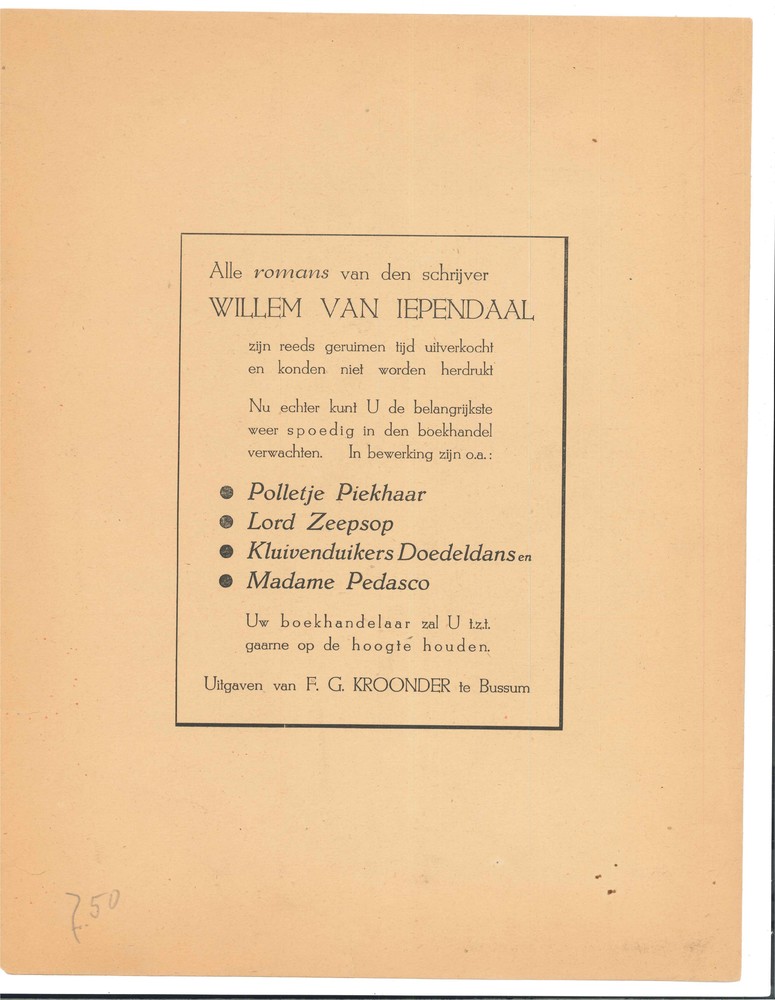 Alle romans van den schrijver
WILLEM VAN IEPENDAAL
zijn reeds geruimen tijd uitverkocht
en konden niet worden herdrukt
Nu echter kunt U de belangrijkste
weer spoedig in den boekhandel
verwachten. In bewerking zijn o.a.:
● Polletje Piekhaar
● Lord Zeepsop
● Kluivenduikers Doedeldans en
● Madame Pedasco
Uw boekhandelaar zal U t.z.t.
gaarne op de hoogte houden.
Uitgaven van F. G. KROONDER te Bussum
7.50